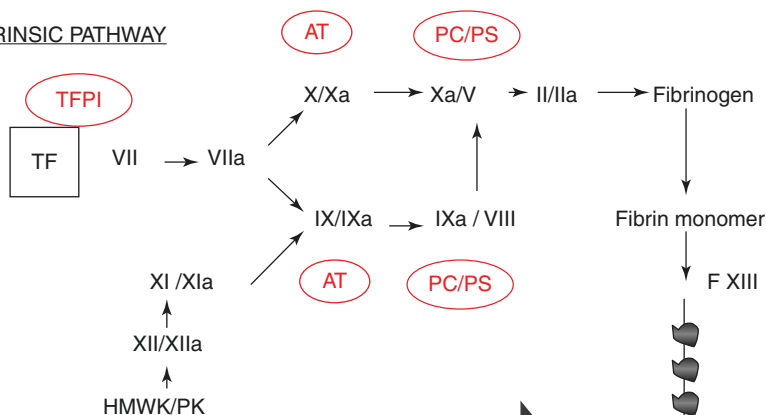 RINSIC PATHWAY
AT
PC/PS
TFPI
X/Xa
Xa/V
II/IIa
Fibrinogen
TF
VII
VIIa
IX/IXa
IXa / VIII
Fibrin monomer
AT
PC/PS
XI /XIa
F XIII
XII/XIIa
HMWK/PK